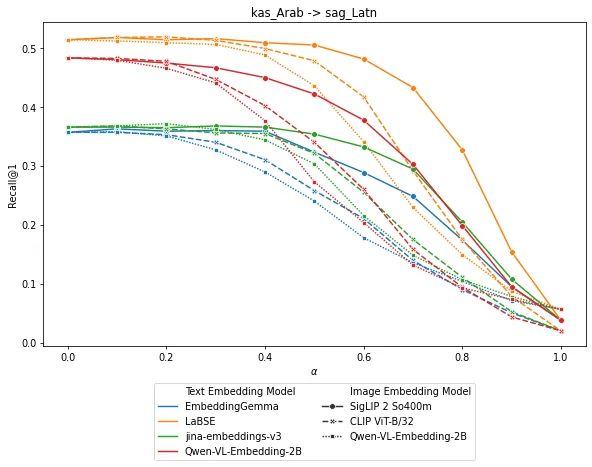 kas_Arab -> sag_Latn
Recall@1
0.5
0.4
0.3
0.2
0.1
0.0
0.0 0.2 0.4 0.6 0.8 1.0
α
Text Embedding Model Image Embedding Model
EmbeddingGemma SigLIP 2 So400m
LaBSE CLIP ViT-B/32
jina-embeddings-v3 Qwen-VL-Embedding-2B
Qwen-VL-Embedding-2B